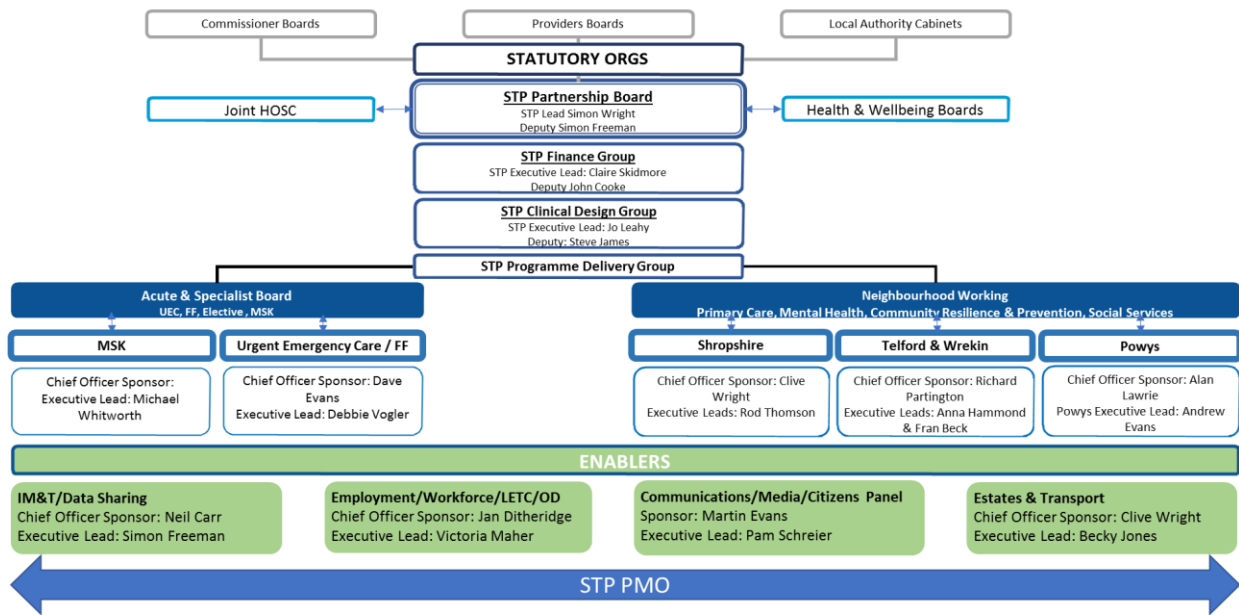 Commissioner Boards
Providers Boards
Local Authority Cabinets
STATUTORY ORGS
STP Partnership Board
STP Lead Simon Wright
Deputy Simon Freeman
Joint HOSC
Health & Wellbeing Boards
STP Finance Group
STP Executive Lead: Claire Skidmore
Deputy John Cooke
STP Clinical Design Group
STP Executive Lead: Jo Leahy
Deputy: Steve James
STP Programme Delivery Group
Acute & Specialist Board
UEC, FF, Elective , MSK
Neighbourhood Working
Primary Care, Mental Health, Community Resilience & Prevention, Social Services
MSK
Urgent Emergency Care / FF
Shropshire
Telford & Wrekin
Powys
Chief Officer Sponsor:
Executive Lead: Michael
Whitworth
Chief Officer Sponsor: Dave
Evans
Executive Lead: Debbie Vogler
Chief Officer Sponsor: Clive
Wright
Executive Leads: Rod Thomson
Chief Officer Sponsor: Richard
Partington
Executive Leads: Anna Hammond
& Fran Beck
Chief Officer Sponsor: Alan
Lawrie
Powys Executive Lead: Andrew
Evans
ENABLERS
IM&T/Data Sharing
Chief Officer Sponsor: Neil Carr
Executive Lead: Simon Freeman
Employment/Workforce/LETC/OD
Chief Officer Sponsor: Jan Ditheridge
Executive Lead: Victoria Maher
Communications/Media/Citizens Panel
Sponsor: Martin Evans
Executive Lead: Pam Schreier
Estates & Transport
Chief Officer Sponsor: Clive Wright
Executive Lead: Becky Jones
STP PMO